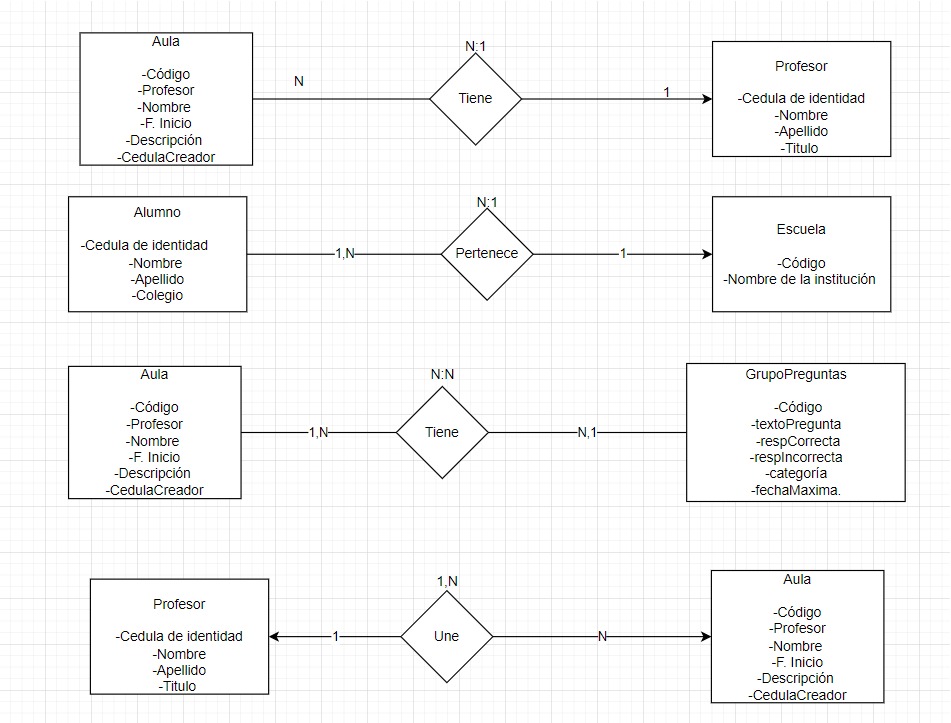 Aula
-Código
-Profesor
-Nombre
-F. Inicio
-Descripción
-CedulaCreador
N
N:1
Tiene
1
Profesor
-Cedula de identidad
-Nombre
-Apellido
-Titulo
Alumno
-Cedula de identidad
-Nombre
-Apellido
-Colegio
1,N
N:1
Pertenece
1
Escuela
-Código
-Nombre de la institución
Aula
-Código
-Profesor
-Nombre
-F. Inicio
-Descripción
-CedulaCreador
1,N
N:N
Tiene
N,1
GrupoPreguntas
-Código
-textoPregunta
-respCorrecta
-respIncorrecta
-categoría
-fechaMaxima.
Profesor
-Cedula de identidad
-Nombre
-Apellido
-Titulo
1
1,N
Une
N
Aula
-Código
-Profesor
-Nombre
-F. Inicio
-Descripción
-CedulaCreador